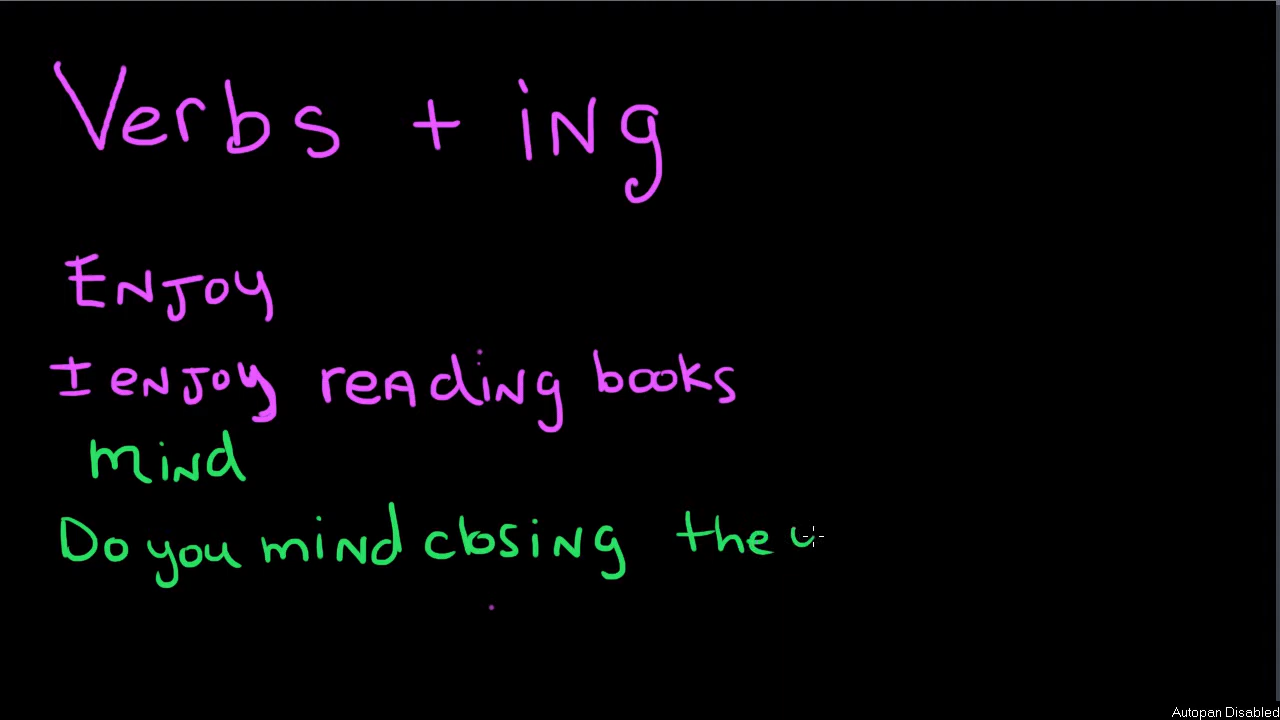 Verbs + ing
Enjoy
I enjoy reading books
mind
Do you mind closing the
Autopan Disabled